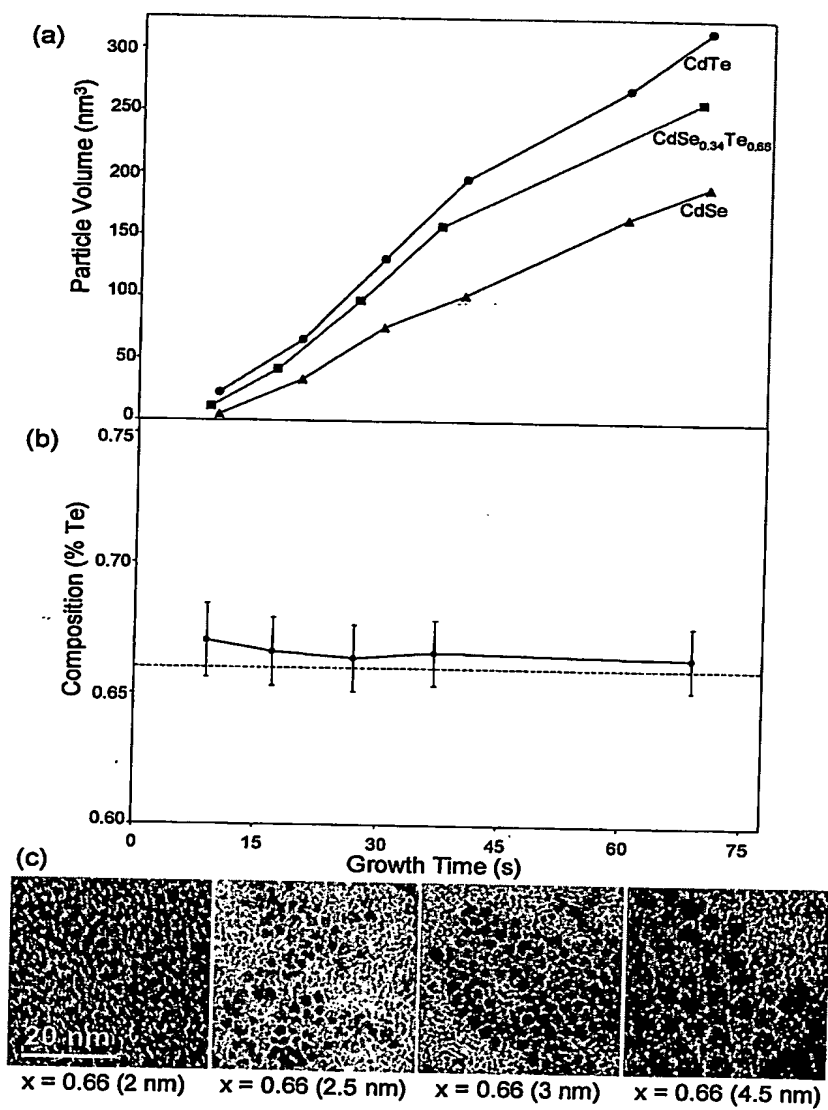 (a)
Particle Volume (nm³)
300
250
200
150
100
50
0
CdTe
CdSe₀.₃₄Te₀.₆₆
CdSe
(b)
Composition (% Te)
0.75
0.70
0.65
0.60
0
15
30
45
60
75
Growth Time (s)
(c)
20 nm
x = 0.66 (2 nm)
x = 0.66 (2.5 nm)
x = 0.66 (3 nm)
x = 0.66 (4.5 nm)